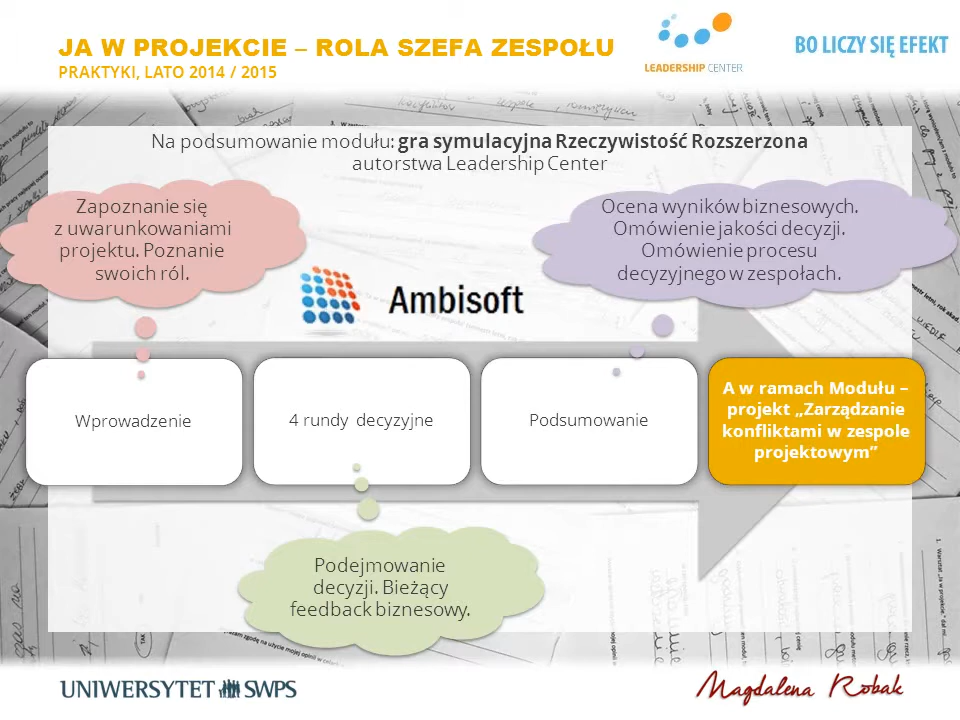 JA W PROJEKCIE – ROLA SZEFA ZESPOŁU
PRAKTYKI, LATO 2014 / 2015
LEADERSHIP CENTER
BO LICZY SIĘ EFEKT
Na podsumowanie modułu: gra symulacyjna Rzeczywistość Rozszerzona
autorstwa Leadership Center
Zapoznanie się
z uwarunkowaniami
projektu. Poznanie
swoich ról.
Ocena wyników biznesowych.
Omówienie jakości decyzji.
Omówienie procesu
decyzyjnego w zespołach.
Ambisoft
Wprowadzenie
4 rundy decyzyjne
Podsumowanie
A w ramach Modułu –
projekt „Zarządzanie
konfliktami w zespole
projektowym”
Podejmowanie
decyzji. Bieżący
feedback biznesowy.
UNIWERSYTET SWPS
Magdalena Robak